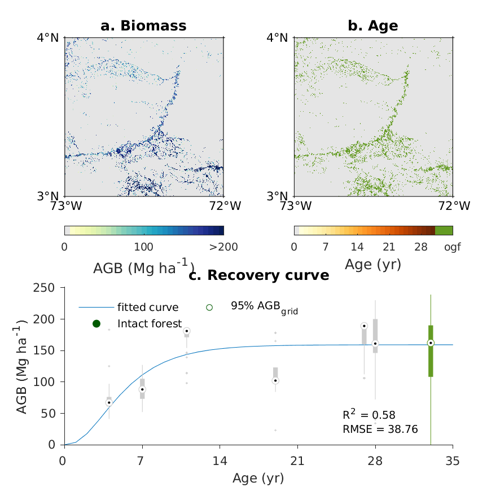 a. Biomass
b. Age
4°N
3°N
73°W
72°W
4°N
3°N
73°W
72°W
0 100 >200
AGB (Mg ha⁻¹)
0 7 14 21 28 ogf
Age (yr)
c. Recovery curve
250
200
150
100
50
0
AGB (Mg ha⁻¹)
fitted curve
95% AGB_grid
Intact forest
R² = 0.58
RMSE = 38.76
0 7 14 21 28 35
Age (yr)